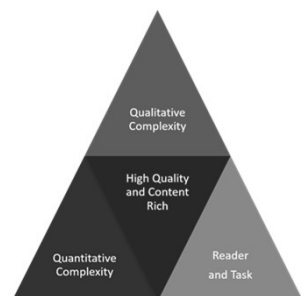 Qualitative
Complexity
High Quality
and Content
Rich
Quantitative
Complexity
Reader
and Task